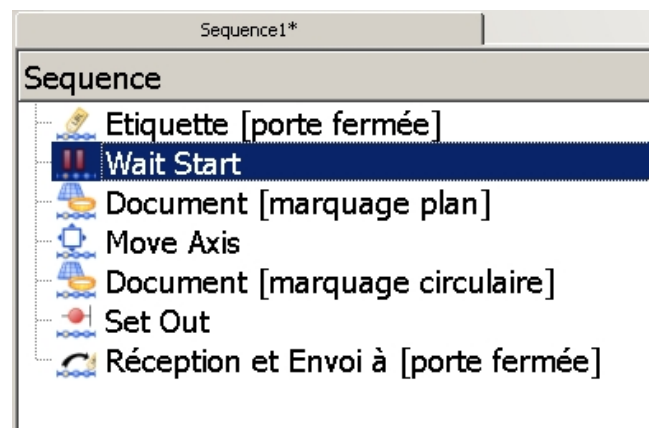 Sequence1*
Sequence
Etiquette [porte fermée]
Wait Start
Document [marquage plan]
Move Axis
Document [marquage circulaire]
Set Out
Réception et Envoi à [porte fermée]